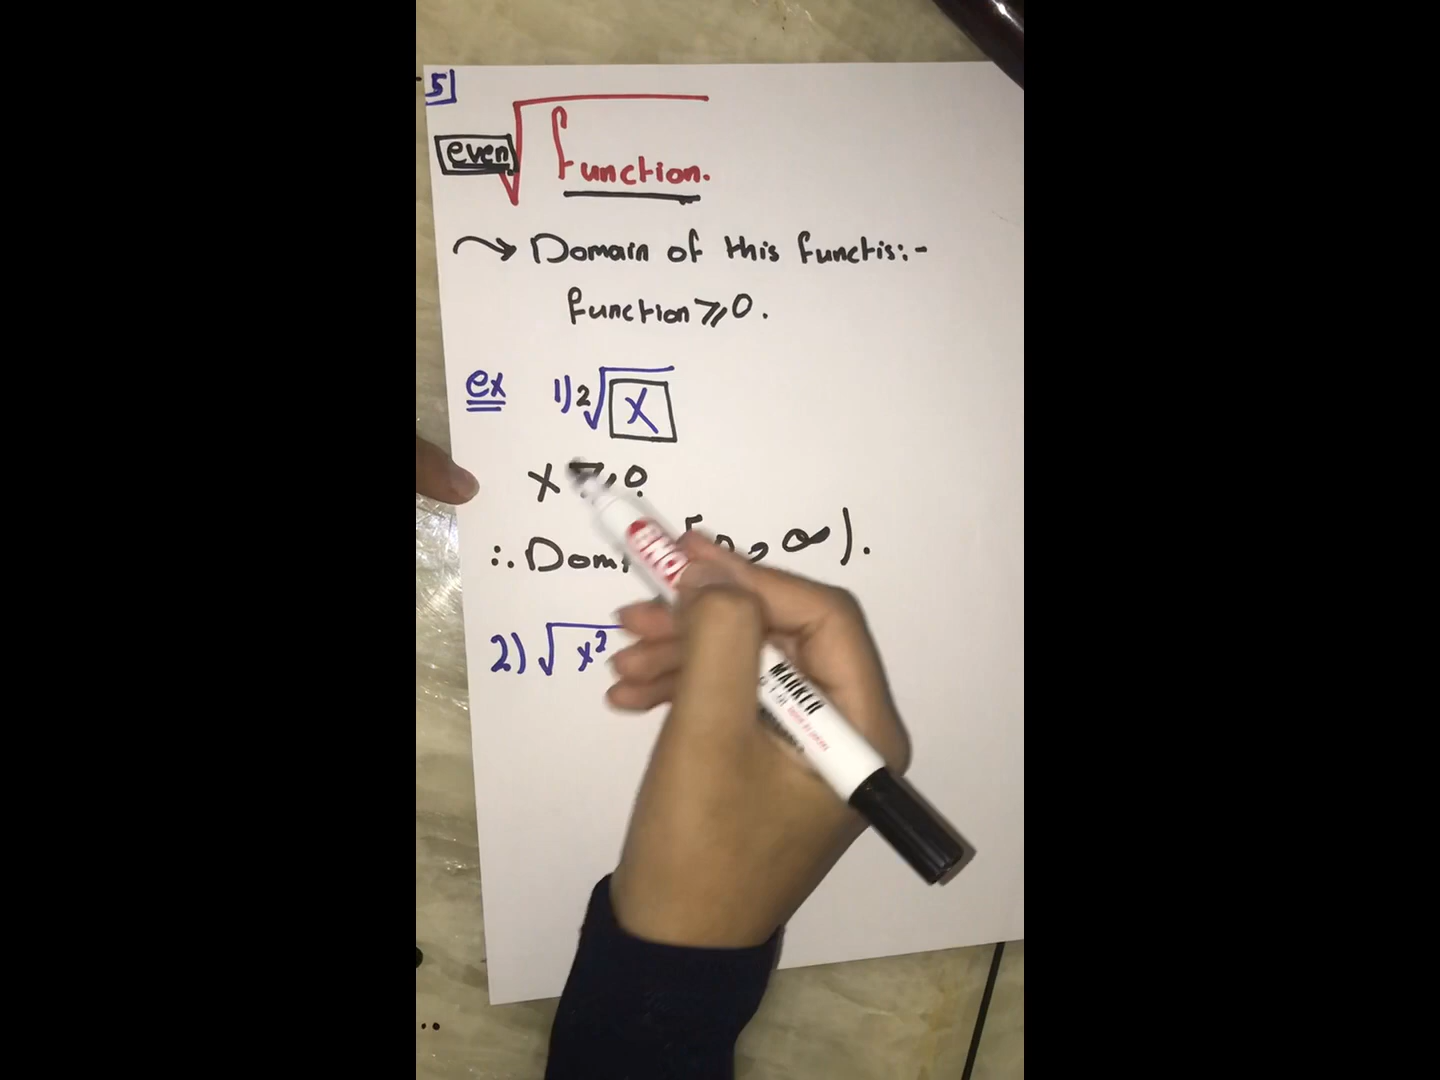 5
even√Function.
→ Domain of this functis:-
function ≥ 0.
ex 1) ²√x
x ≥ 0
∴ Dom , ∞).
2) √x²
MARKER